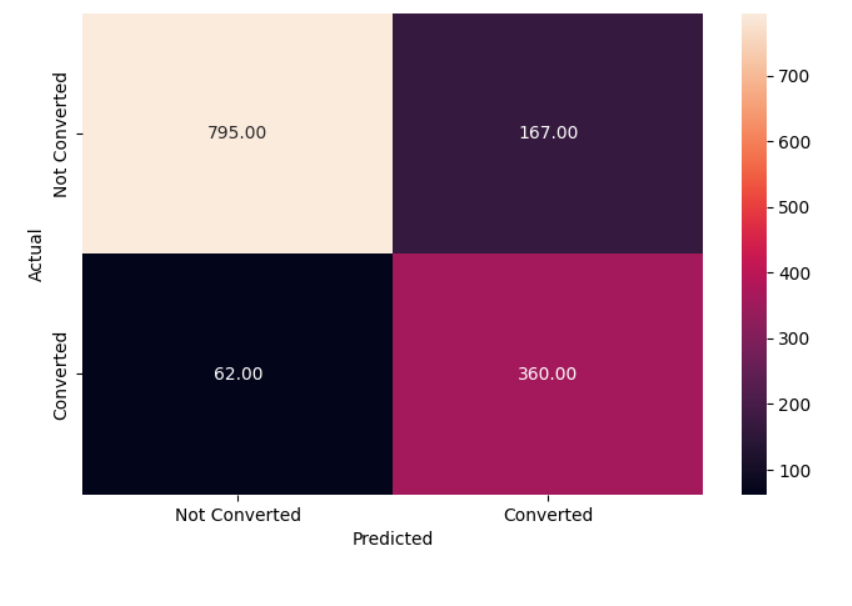 Actual
Not Converted
Converted
795.00
167.00
62.00
360.00
Not Converted
Converted
Predicted
700
600
500
400
300
200
100